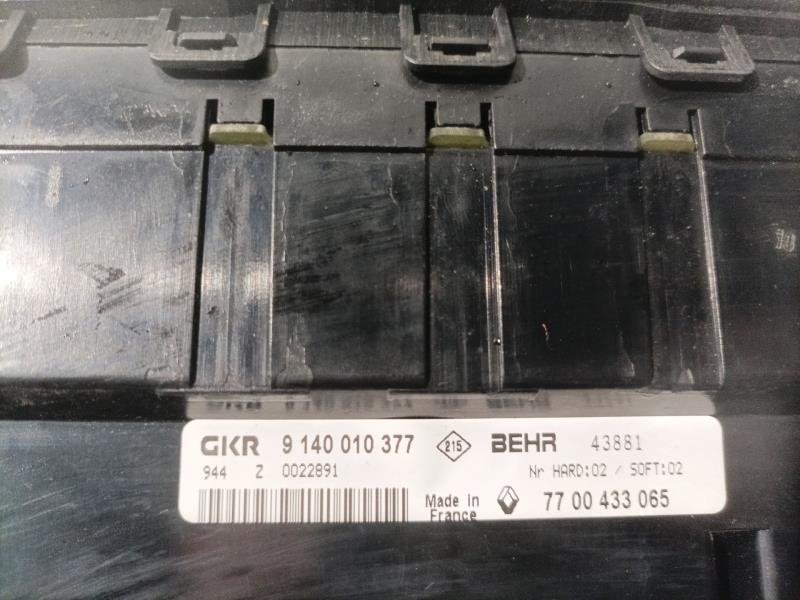 GKR 9 140 010 377 215 BEHR 43881
944 Z 0022891 Nr HARD:02 / SOFT:02
Made in France 77 00 433 065